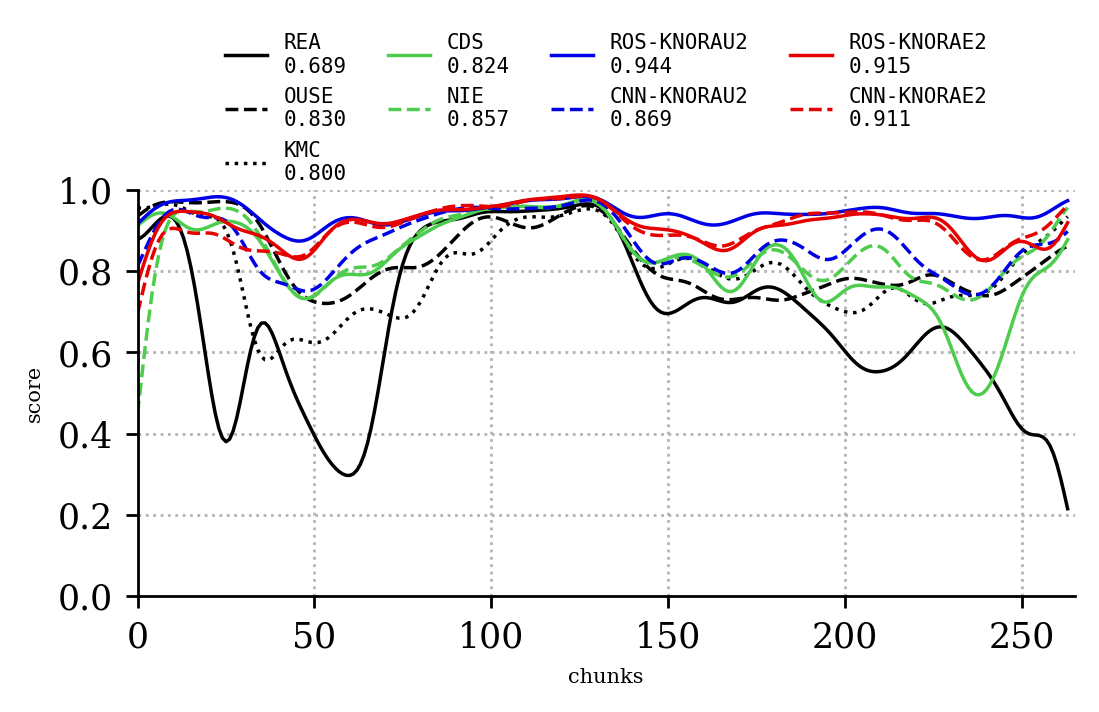 REA CDS ROS-KNORAU2 ROS-KNORAE2
0.689 0.824 0.944 0.915
OUSE NIE CNN-KNORAU2 CNN-KNORAE2
0.830 0.857 0.869 0.911
KMC
0.800
1.0
0.8
0.6
0.4
0.2
0.0
score
0 50 100 150 200 250
chunks